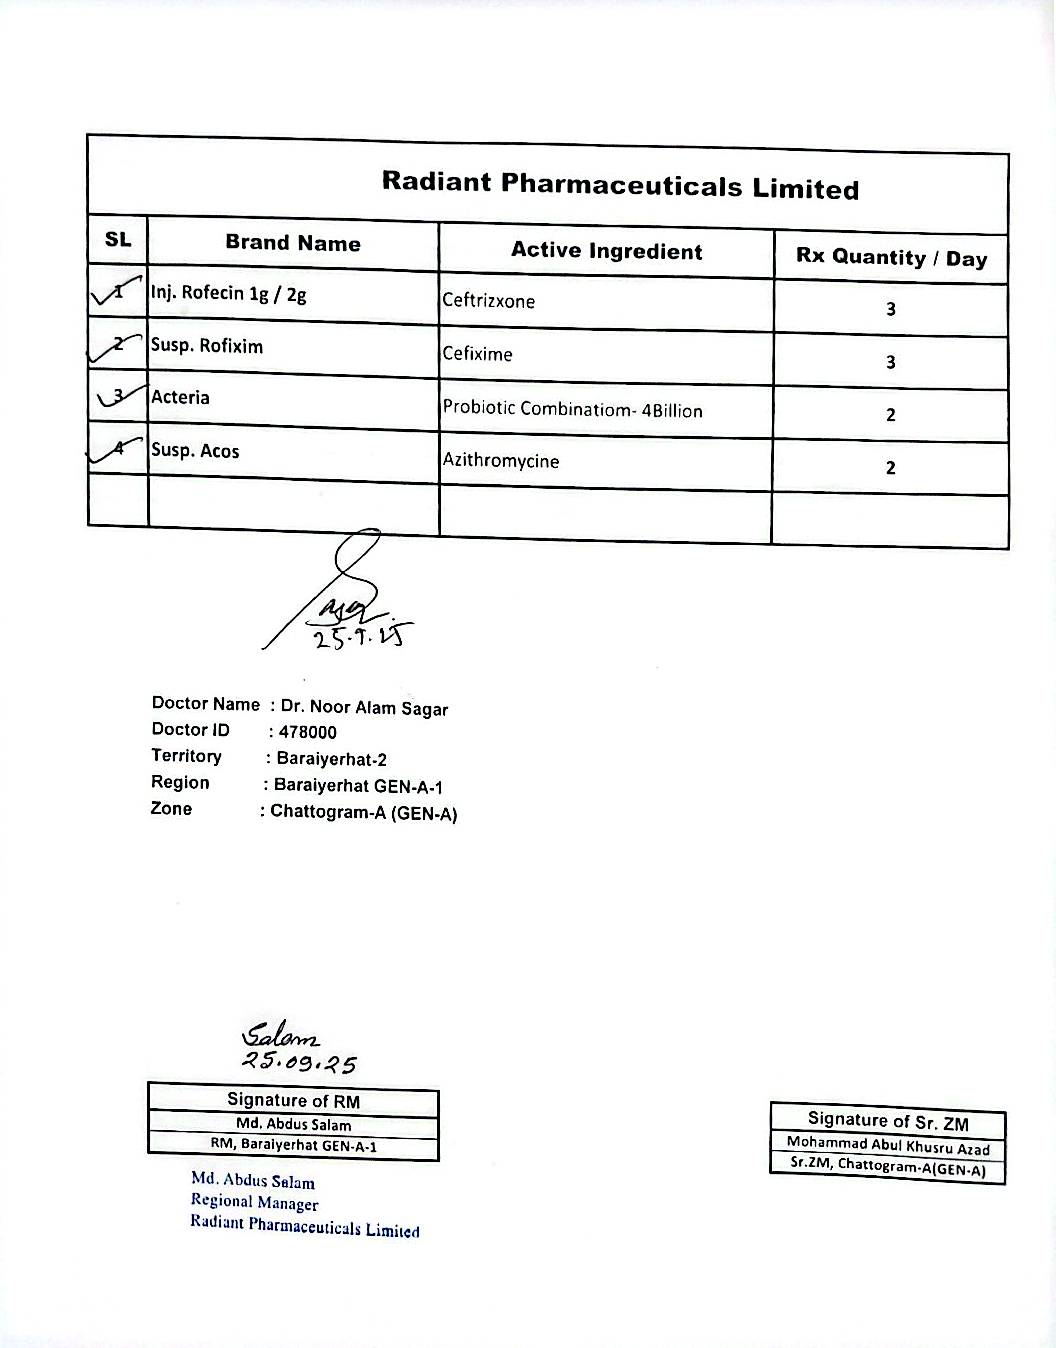 Radiant Pharmaceuticals Limited
SL Brand Name Active Ingredient Rx Quantity / Day
1 Inj. Rofecin 1g / 2g Ceftrizxone 3
2 Susp. Rofixim Cefixime 3
3 Acteria Probiotic Combinatiom- 4Billion 2
4 Susp. Acos Azithromycine 2
25.9.25
Doctor Name : Dr. Noor Alam Sagar
Doctor ID : 478000
Territory : Baraiyerhat-2
Region : Baraiyerhat GEN-A-1
Zone : Chattogram-A (GEN-A)
Salam
25.09.25
Signature of RM
Md. Abdus Salam
RM, Baraiyerhat GEN-A-1
Md. Abdus Salam
Regional Manager
Radiant Pharmaceuticals Limited
Signature of Sr. ZM
Mohammad Abul Khusru Azad
Sr.ZM, Chattogram-A(GEN-A)